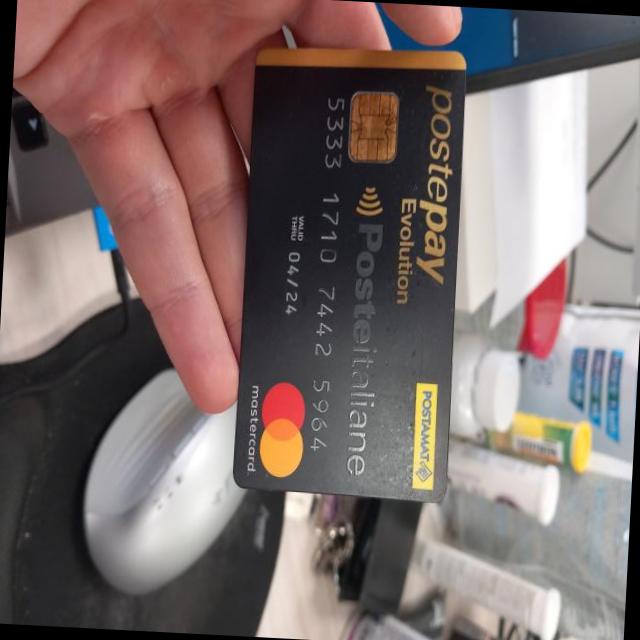 postepay
Evolution
POSTAMAT
Posteitaliane
5333 1710 7442 5964
VALID
THRU 04/24
mastercard